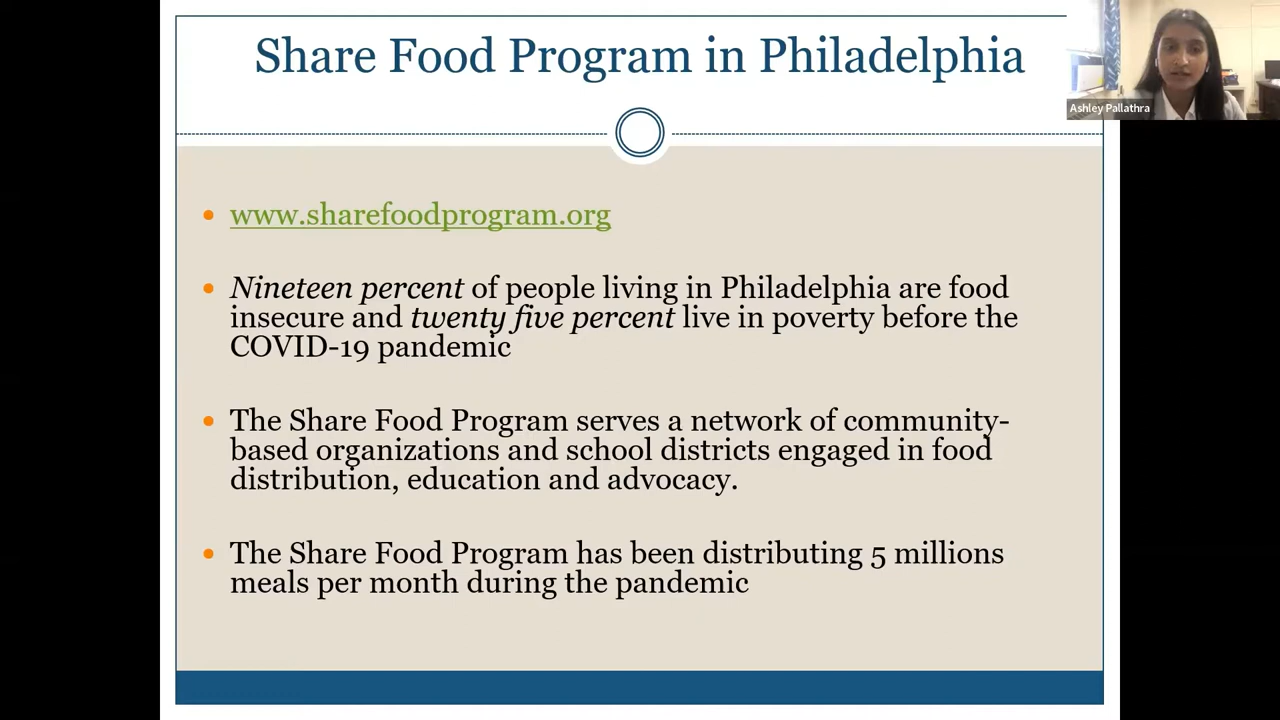 Share Food Program in Philadelphia
Ashley Pallathra
www.sharefoodprogram.org
Nineteen percent of people living in Philadelphia are food
insecure and twenty five percent live in poverty before the
COVID-19 pandemic
The Share Food Program serves a network of community-
based organizations and school districts engaged in food
distribution, education and advocacy.
The Share Food Program has been distributing 5 millions
meals per month during the pandemic